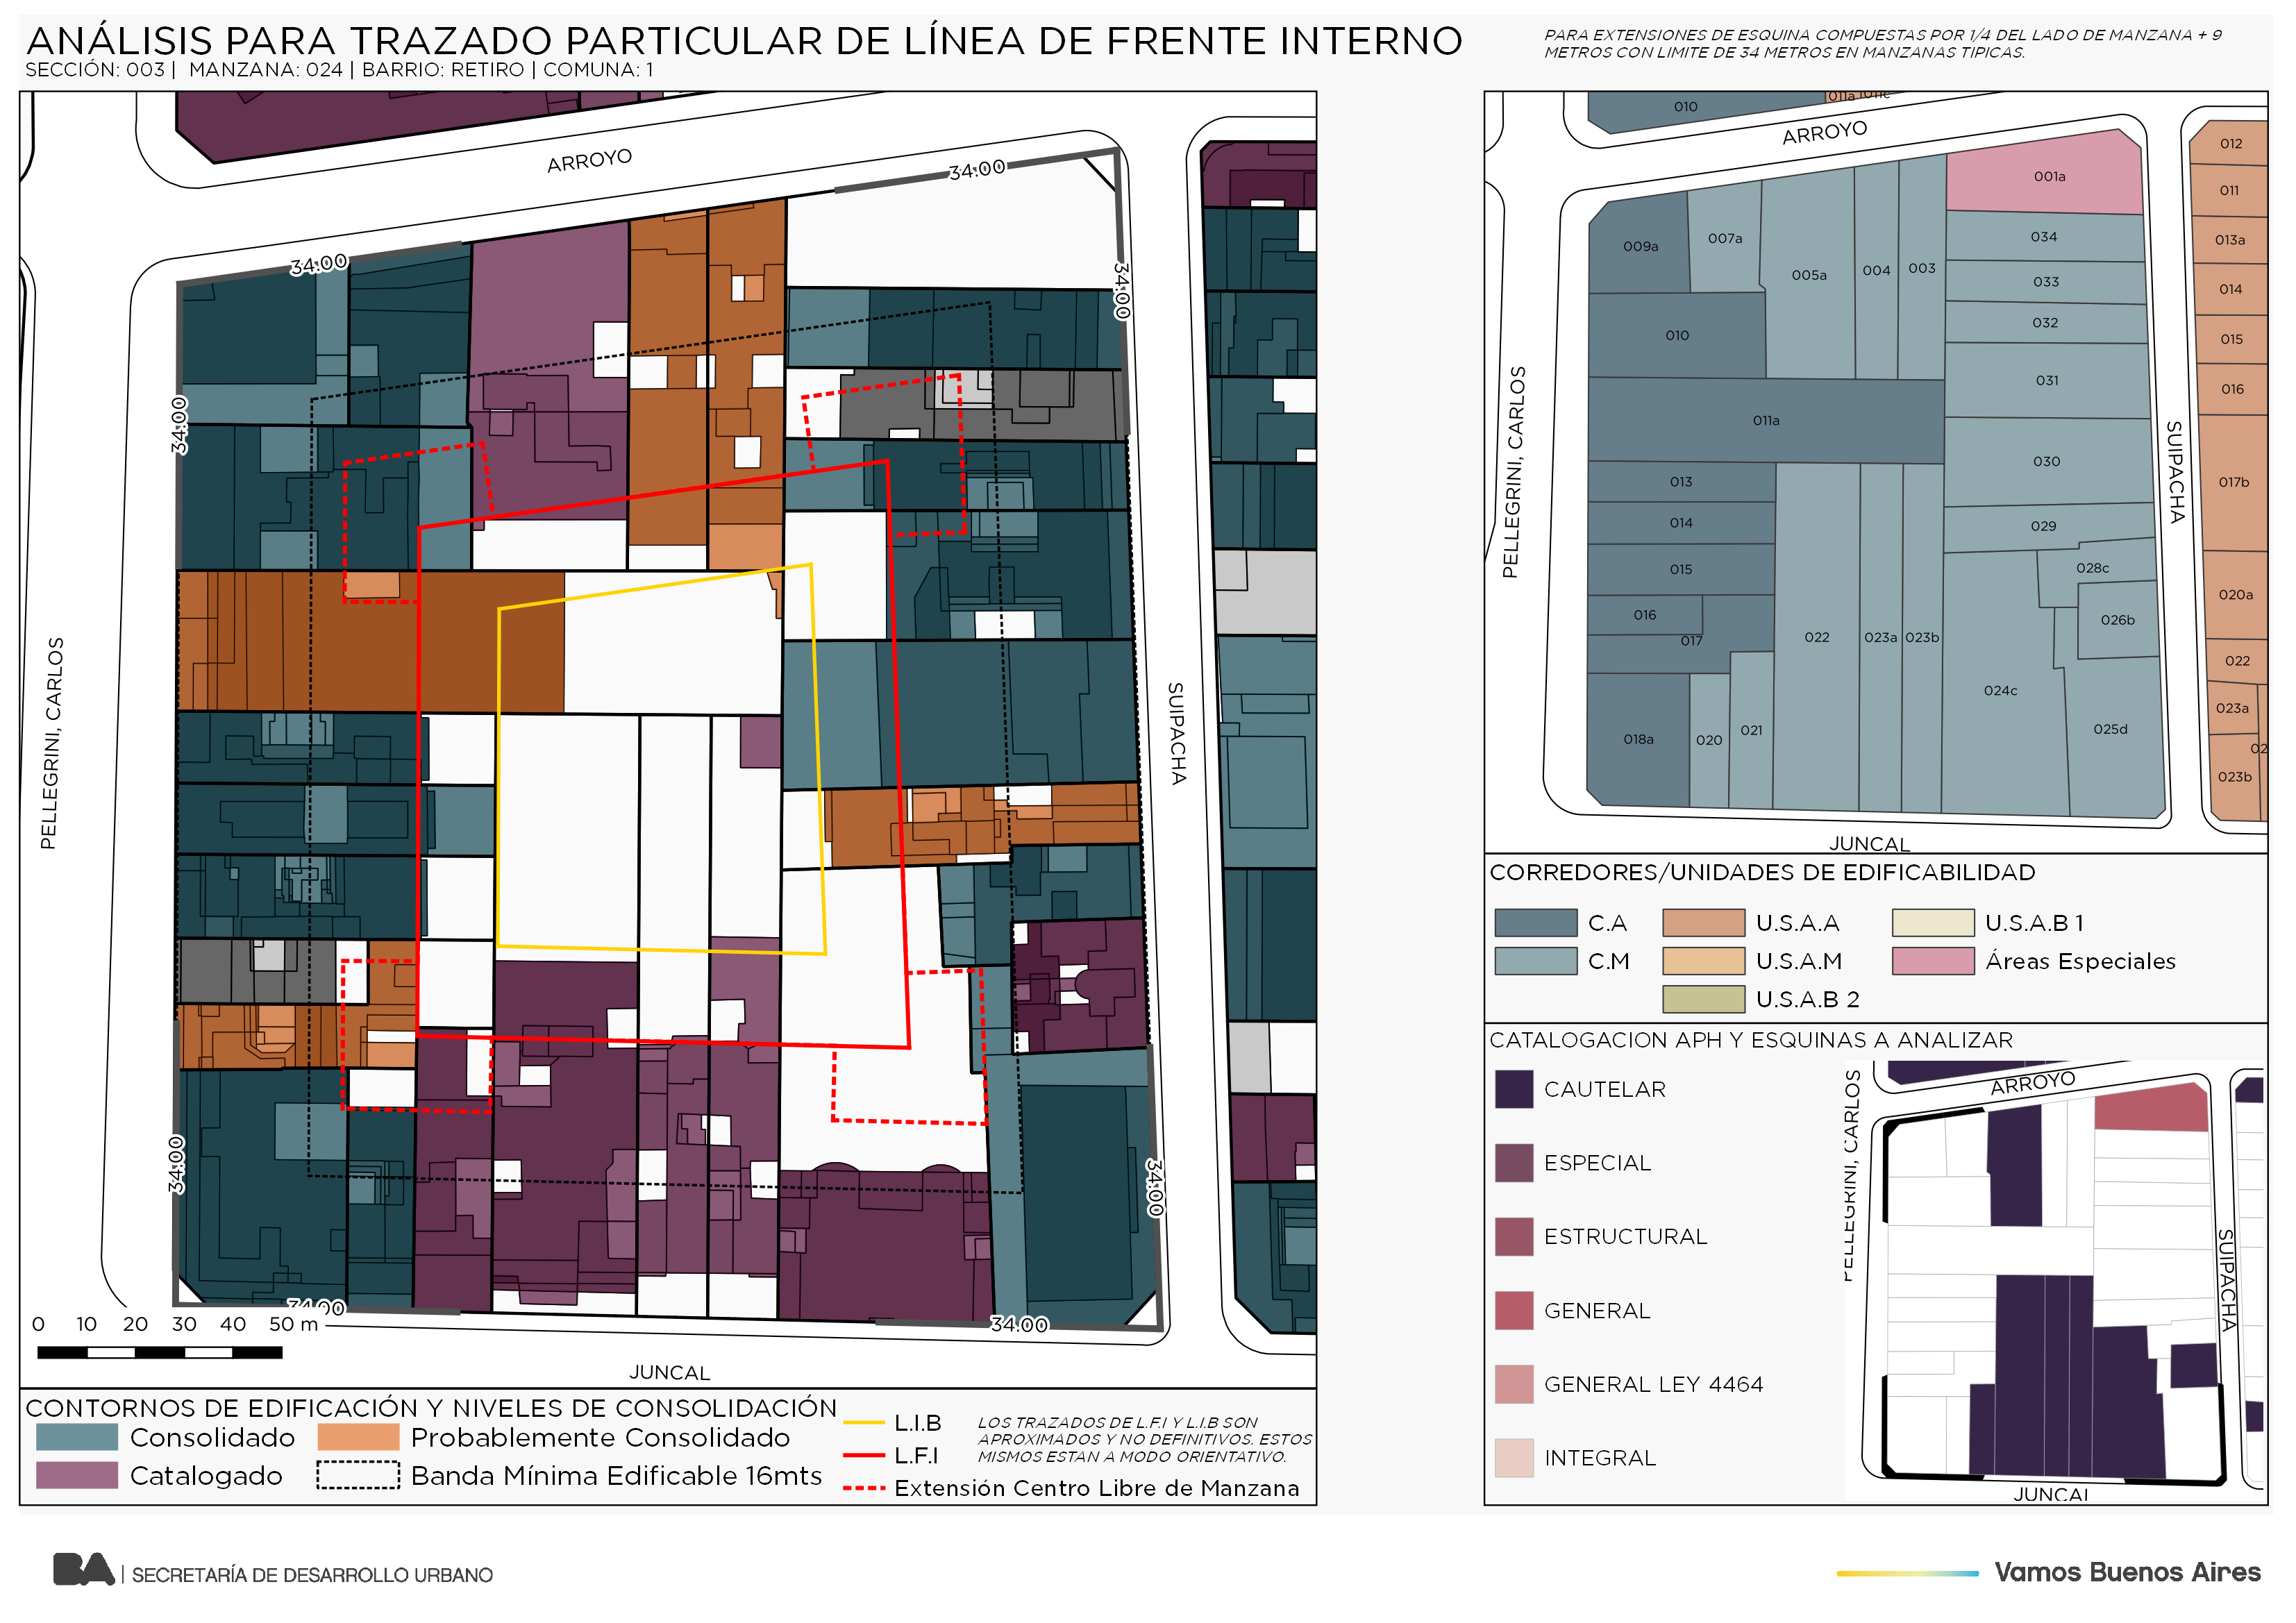 ANÁLISIS PARA TRAZADO PARTICULAR DE LÍNEA DE FRENTE INTERNO
SECCIÓN: 003 | MANZANA: 024 | BARRIO: RETIRO | COMUNA: 1
PARA EXTENSIONES DE ESQUINA COMPUESTAS POR 1/4 DEL LADO DE MANZANA + 9
METROS CON LIMITE DE 34 METROS EN MANZANAS TIPICAS.
ARROYO
34.00
34.00
34.00
34.00
PELLEGRINI, CARLOS
SUIPACHA
34.00
34.00
34.00
34.00
0 10 20 30 40 50 m
JUNCAL
CONTORNOS DE EDIFICACIÓN Y NIVELES DE CONSOLIDACIÓN
Consolidado
Probablemente Consolidado
Catalogado
Banda Mínima Edificable 16mts
L.I.B
L.F.I
Extensión Centro Libre de Manzana
LOS TRAZADOS DE L.F.I Y L.I.B SON
APROXIMADOS Y NO DEFINITIVOS. ESTOS
MISMOS ESTAN A MODO ORIENTATIVO.
010
011a
011c
ARROYO
012
001a
011
009a
007a
034
013a
005a
004
003
033
014
032
010
015
031
016
011a
PELLEGRINI, CARLOS
SUIPACHA
030
013
017b
014
029
015
028c
020a
016
026b
017
022
023a
023b
022
024c
023a
018a
020
021
025d
02
023b
JUNCAL
CORREDORES/UNIDADES DE EDIFICABILIDAD
C.A
U.S.A.A
U.S.A.B 1
C.M
U.S.A.M
Áreas Especiales
U.S.A.B 2
CATALOGACION APH Y ESQUINAS A ANALIZAR
CAUTELAR
ESPECIAL
ESTRUCTURAL
GENERAL
GENERAL LEY 4464
INTEGRAL
ARROYO
PELLEGRINI, CARLOS
SUIPACHA
JUNCAL
BA | SECRETARÍA DE DESARROLLO URBANO
Vamos Buenos Aires